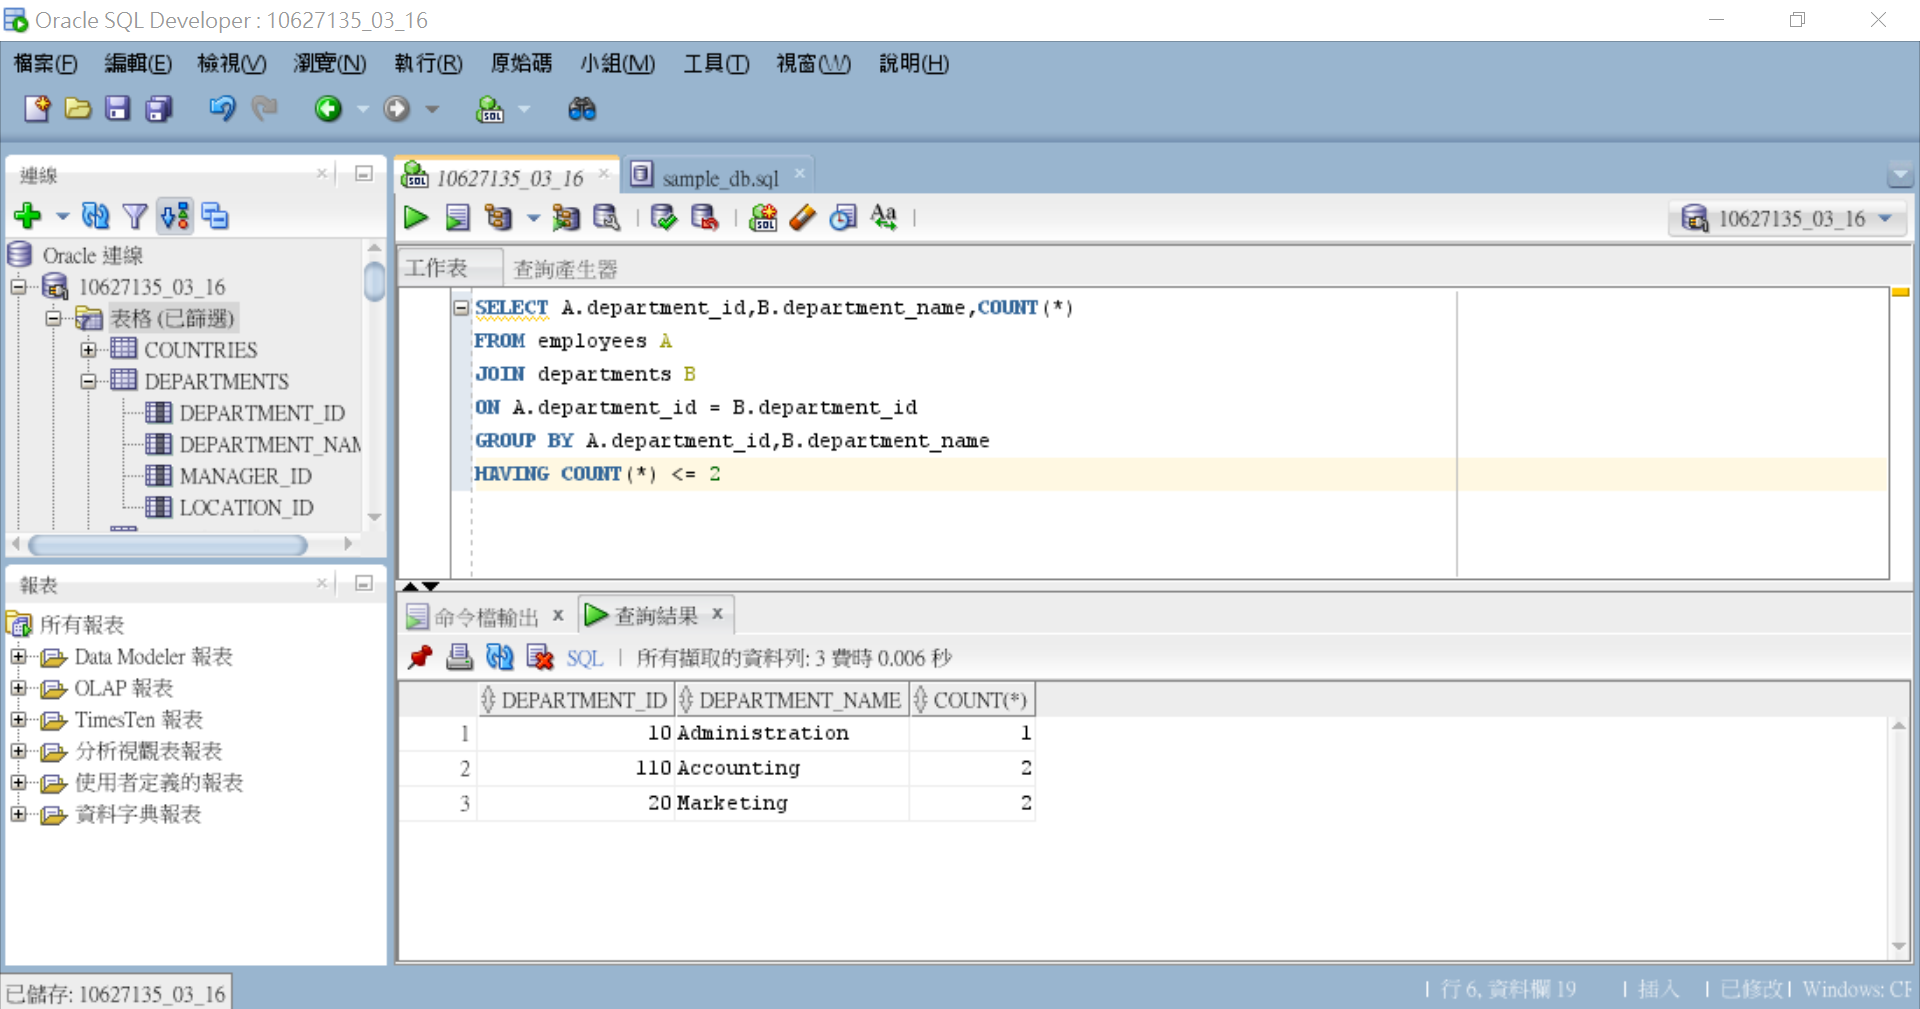 Oracle SQL Developer : 10627135_03_16
檔案(F) 編輯(E) 檢視(V) 瀏覽(N) 執行(R) 原始碼 小組(M) 工具(T) 視窗(W) 說明(H)
連線
Oracle 連線
10627135_03_16
表格 (已篩選)
COUNTRIES
DEPARTMENTS
DEPARTMENT_ID
DEPARTMENT_NAM
MANAGER_ID
LOCATION_ID
報表
所有報表
Data Modeler 報表
OLAP 報表
TimesTen 報表
分析視觀表報表
使用者定義的報表
資料字典報表
10627135_03_16 sample_db.sql
10627135_03_16
工作表 查詢產生器
SELECT A.department_id,B.department_name,COUNT(*)
FROM employees A
JOIN departments B
ON A.department_id = B.department_id
GROUP BY A.department_id,B.department_name
HAVING COUNT(*) <= 2
命令檔輸出 x 查詢結果 x
SQL | 所有擷取的資料列: 3 費時 0.006 秒
DEPARTMENT_ID DEPARTMENT_NAME COUNT(*)
1 10 Administration 1
2 110 Accounting 2
3 20 Marketing 2
已儲存: 10627135_03_16
| 行 6, 資料欄 19 | 插入 | 已修改 | Windows: CF